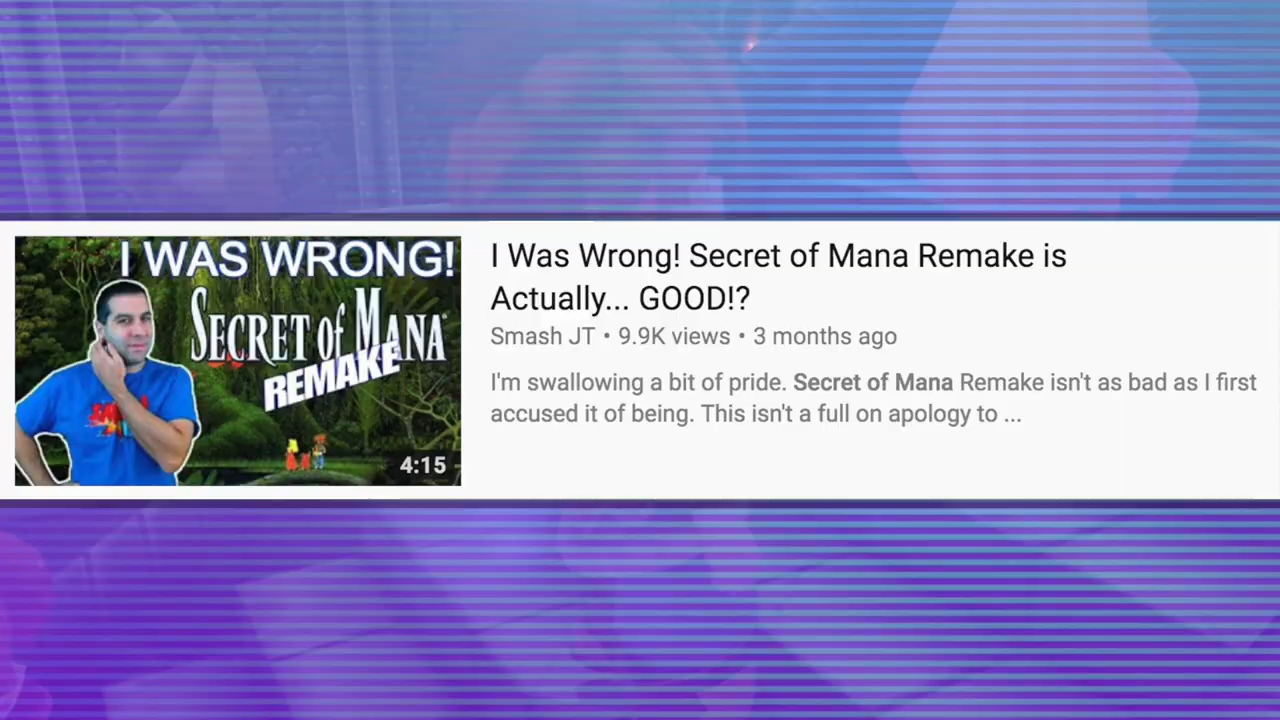 I WAS WRONG!
SECRET of MANA
REMAKE
4:15
I Was Wrong! Secret of Mana Remake is
Actually... GOOD!?
Smash JT • 9.9K views • 3 months ago
I'm swallowing a bit of pride. Secret of Mana Remake isn't as bad as I first
accused it of being. This isn't a full on apology to ...